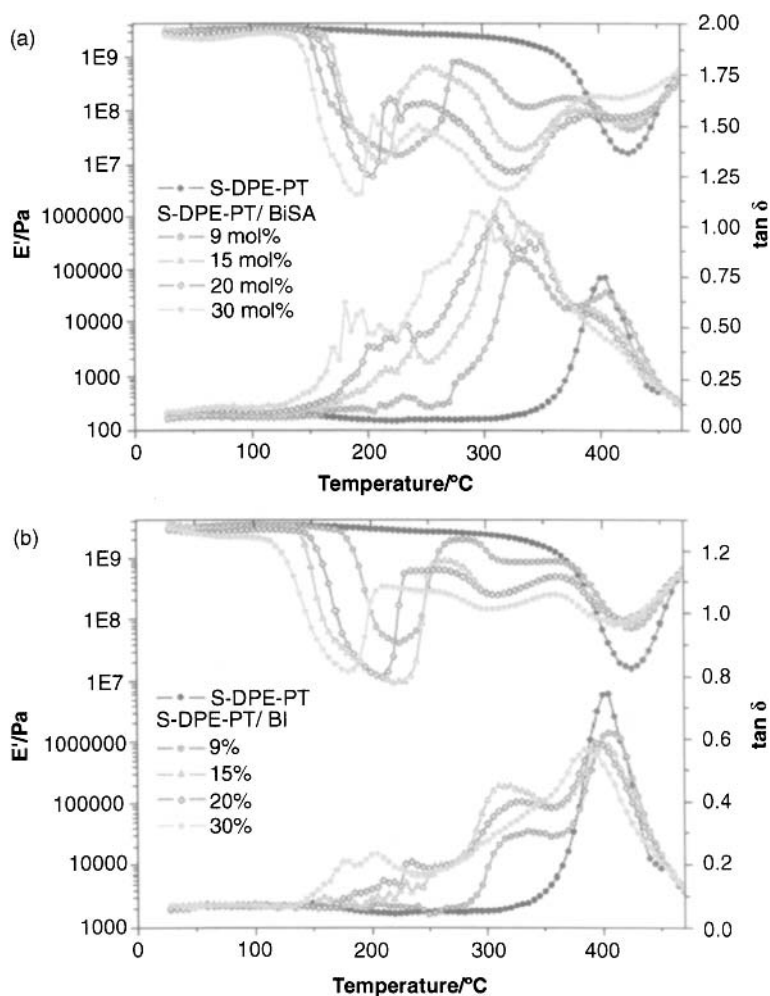 (a)
1E9
1E8
1E7
1000000
100000
10000
1000
100
E'/Pa
2.00
1.75
1.50
1.25
1.00
0.75
0.50
0.25
0.00
tan δ
S-DPE-PT
S-DPE-PT/ BiSA
9 mol%
15 mol%
20 mol%
30 mol%
0 100 200 300 400
Temperature/°C
(b)
1E9
1E8
1E7
1000000
100000
10000
1000
E'/Pa
1.2
1.0
0.8
0.6
0.4
0.2
0.0
tan δ
S-DPE-PT
S-DPE-PT/ BI
9%
15%
20%
30%
0 100 200 300 400
Temperature/°C